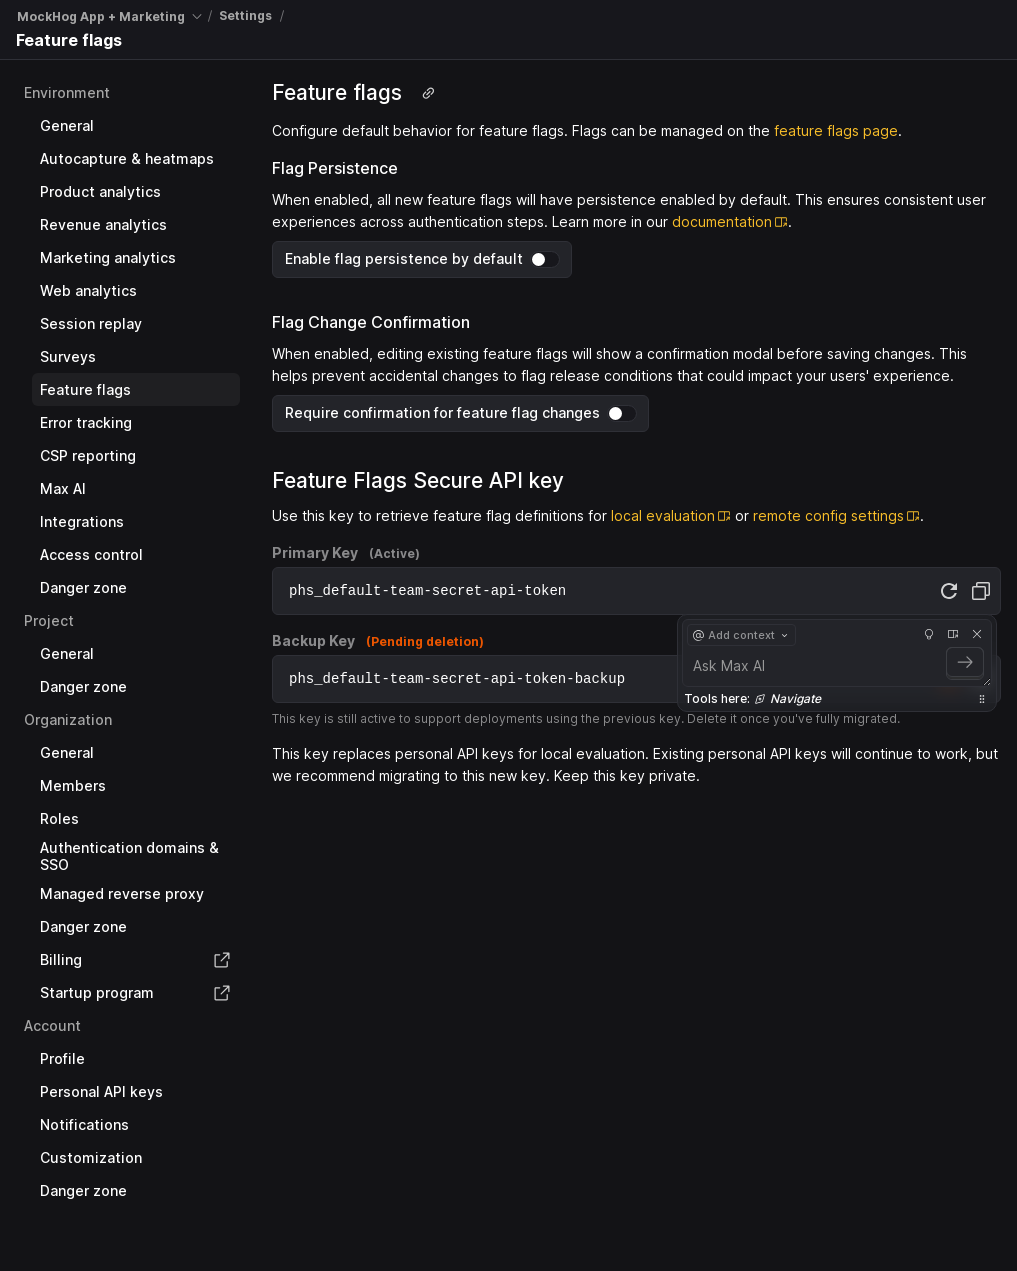 MockHog App + Marketing / Settings /
Feature flags
Environment
General
Autocapture & heatmaps
Product analytics
Revenue analytics
Marketing analytics
Web analytics
Session replay
Surveys
Feature flags
Error tracking
CSP reporting
Max AI
Integrations
Access control
Danger zone
Project
General
Danger zone
Organization
General
Members
Roles
Authentication domains &
SSO
Managed reverse proxy
Danger zone
Billing
Startup program
Account
Profile
Personal API keys
Notifications
Customization
Danger zone
Feature flags
Configure default behavior for feature flags. Flags can be managed on the feature flags page.
Flag Persistence
When enabled, all new feature flags will have persistence enabled by default. This ensures consistent user
experiences across authentication steps. Learn more in our documentation.
Enable flag persistence by default
Flag Change Confirmation
When enabled, editing existing feature flags will show a confirmation modal before saving changes. This
helps prevent accidental changes to flag release conditions that could impact your users' experience.
Require confirmation for feature flag changes
Feature Flags Secure API key
Use this key to retrieve feature flag definitions for local evaluation or remote config settings.
Primary Key (Active)
phs_default-team-secret-api-token
Backup Key (Pending deletion)
phs_default-team-secret-api-token-backup
@ Add context
Ask Max AI
Tools here: Navigate
This key is still active to support deployments using the previous key. Delete it once you've fully migrated.
This key replaces personal API keys for local evaluation. Existing personal API keys will continue to work, but
we recommend migrating to this new key. Keep this key private.